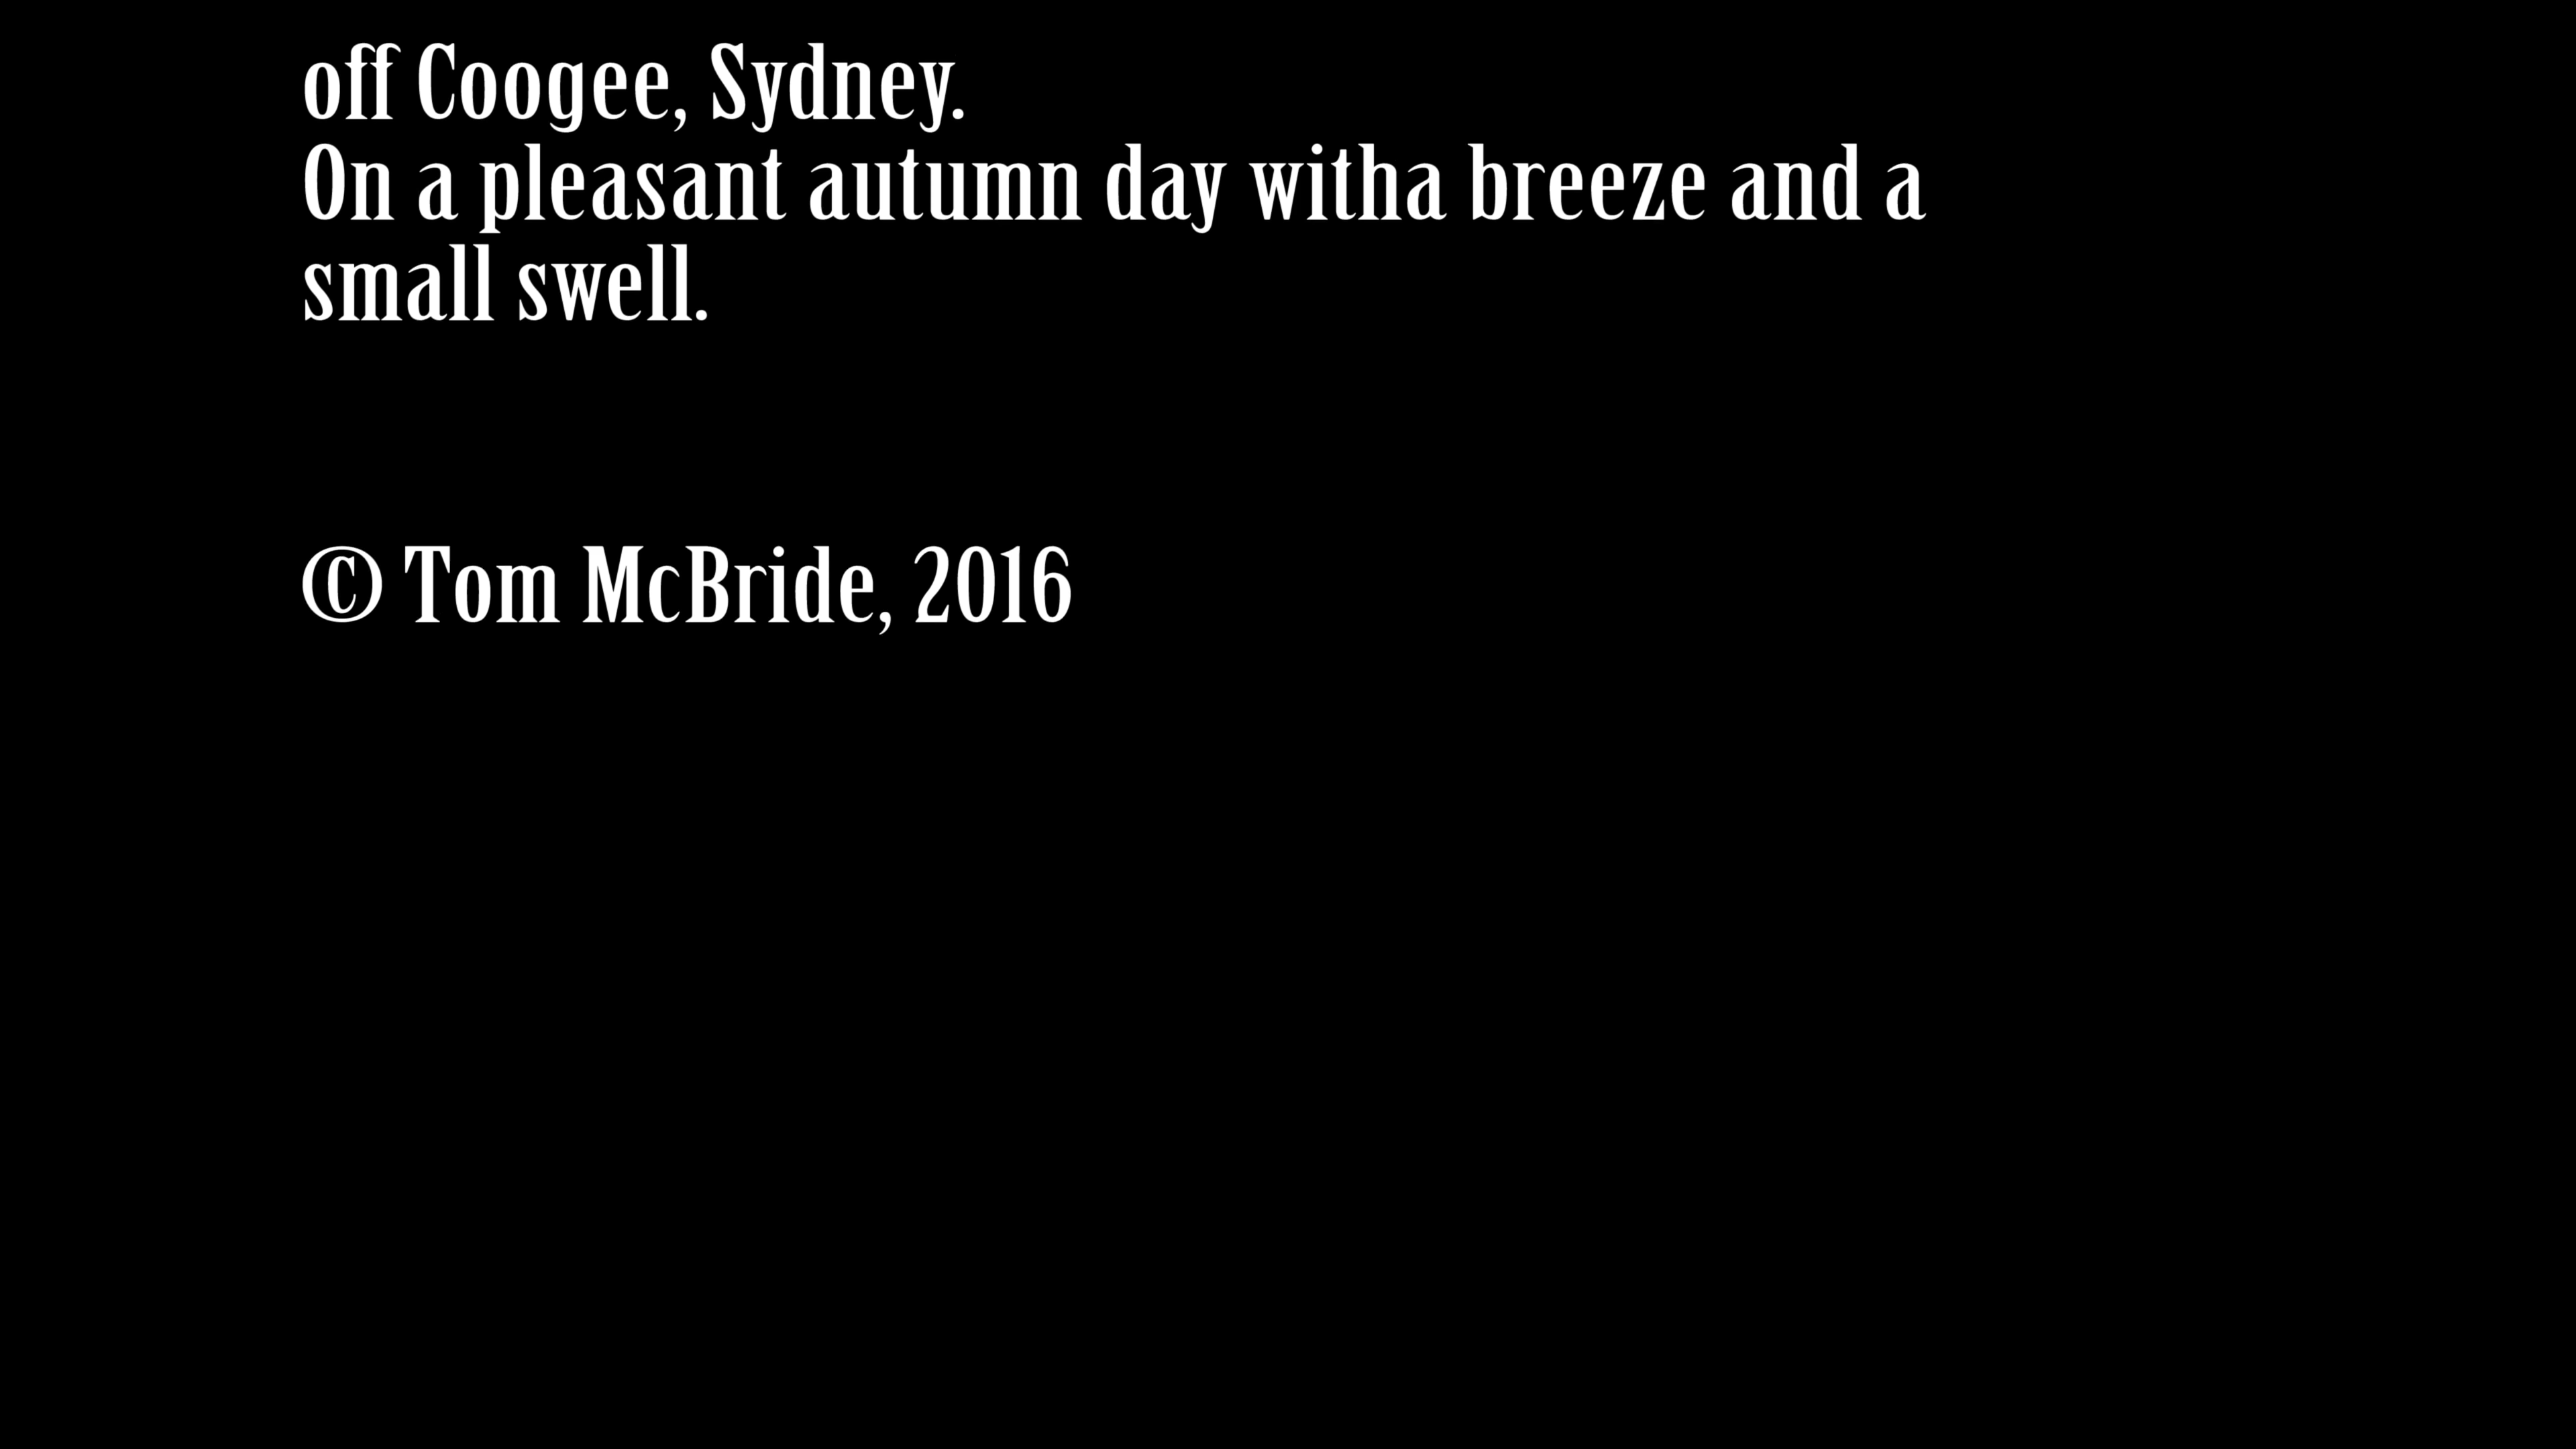 off Coogee, Sydney.
On a pleasant autumn day witha breeze and a
small swell.
© Tom McBride, 2016